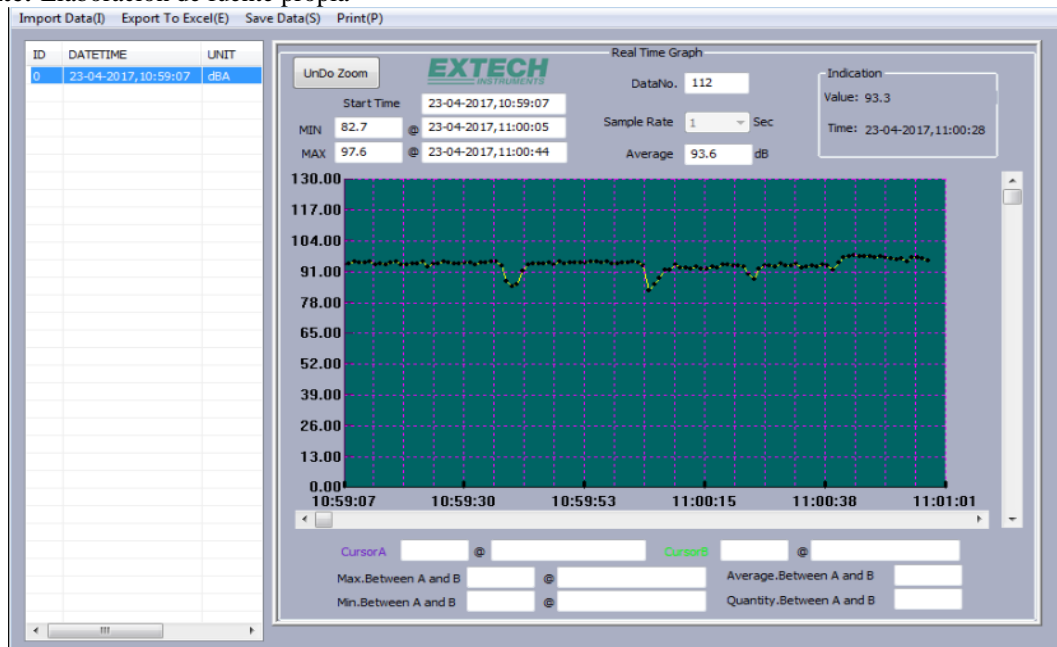 Elaboración de fuente propia
Import Data(I) Export To Excel(E) Save Data(S) Print(P)
ID DATETIME UNIT
0 23-04-2017,10:59:07 dBA
Real Time Graph
UnDo Zoom
EXTECH
INSTRUMENTS
DataNo. 112
Start Time 23-04-2017,10:59:07
MIN 82.7 @ 23-04-2017,11:00:05
MAX 97.6 @ 23-04-2017,11:00:44
Sample Rate 1 Sec
Average 93.6 dB
Indication
Value: 93.3
Time: 23-04-2017,11:00:28
130.00
117.00
104.00
91.00
78.00
65.00
52.00
39.00
26.00
13.00
0.00
10:59:07 10:59:30 10:59:53 11:00:15 11:00:38 11:01:01
CursorA @ CursorB @
Max.Between A and B @ Average.Between A and B
Min.Between A and B @ Quantity.Between A and B